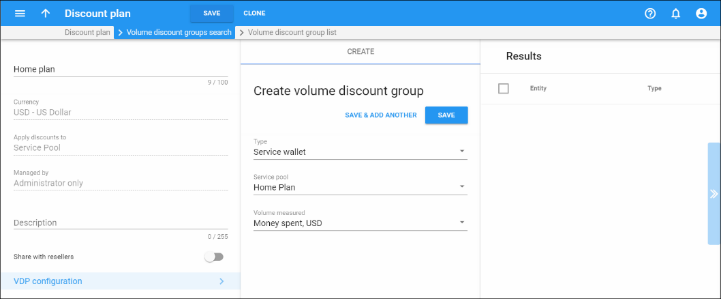 Discount plan SAVE CLONE
Discount plan Volume discount groups search Volume discount group list
Home plan
9 / 100
Currency
USD - US Dollar
Apply discounts to
Service Pool
Managed by
Administrator only
Description
0 / 255
Share with resellers
VDP configuration
CREATE
Create volume discount group
SAVE & ADD ANOTHER SAVE
Type
Service wallet
Service pool
Home Plan
Volume measured
Money spent, USD
Results
Entity Type